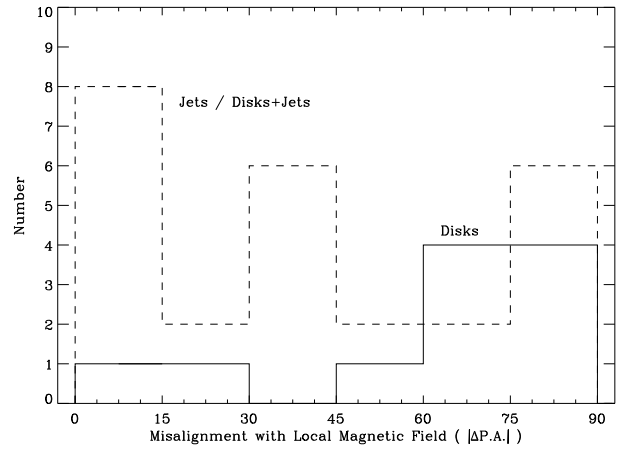 10
9
8
7
6
5
4
3
2
1
0
Number
Jets / Disks+Jets
Disks
0 15 30 45 60 75 90
Misalignment with Local Magnetic Field ( |ΔP.A.| )